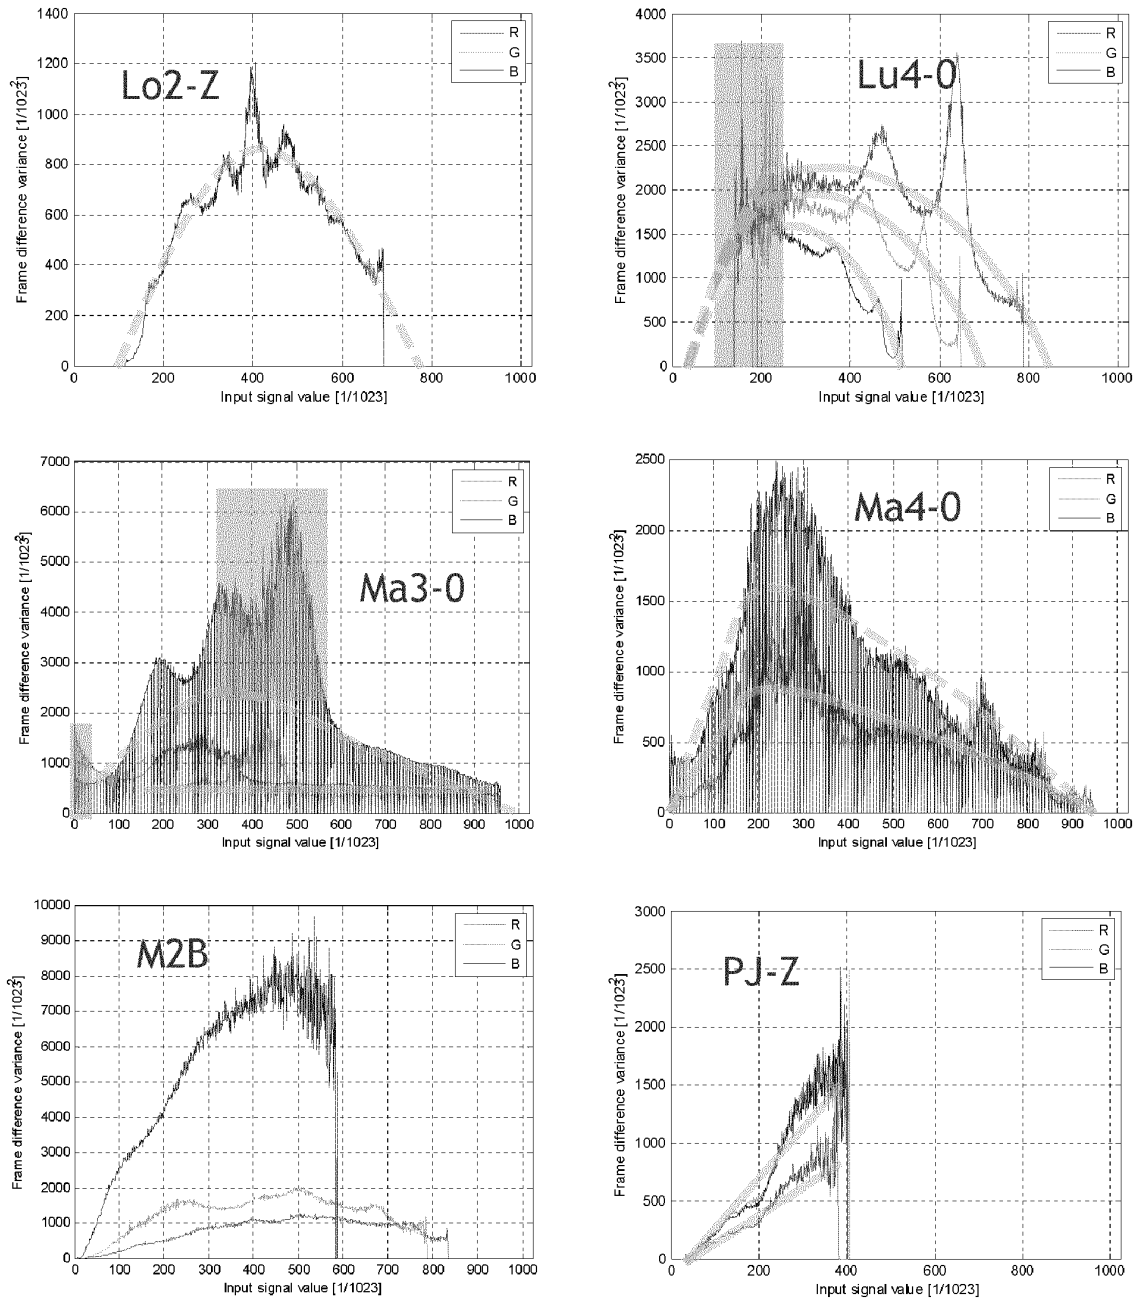 1400
1200
1000
800
600
400
200
0
Frame difference variance [1/1023²]
Lo2-Z
R
G
B
200 400 600 800 1000
Input signal value [1/1023]
4000
3500
3000
2500
2000
1500
1000
500
0
Frame difference variance [1/1023²]
Lu4-0
R
G
B
0 200 400 600 800 1000
Input signal value [1/1023]
7000
6000
5000
4000
3000
2000
1000
0
Frame difference variance [1/1023²]
Ma3-0
R
G
B
0 100 200 300 400 500 600 700 800 900 1000
Input signal value [1/1023]
2500
2000
1500
1000
500
0
Frame difference variance [1/1023²]
Ma4-0
R
G
B
0 100 200 300 400 500 600 700 800 900 1000
Input signal value [1/1023]
10000
9000
8000
7000
6000
5000
4000
3000
2000
1000
0
Frame difference variance [1/1023²]
M2B
R
G
B
0 100 200 300 400 500 600 700 800 900 1000
Input signal value [1/1023]
3000
2500
2000
1500
1000
500
0
Frame difference variance [1/1023²]
PJ-Z
R
G
B
0 200 400 600 800 1000
Input signal value [1/1023]